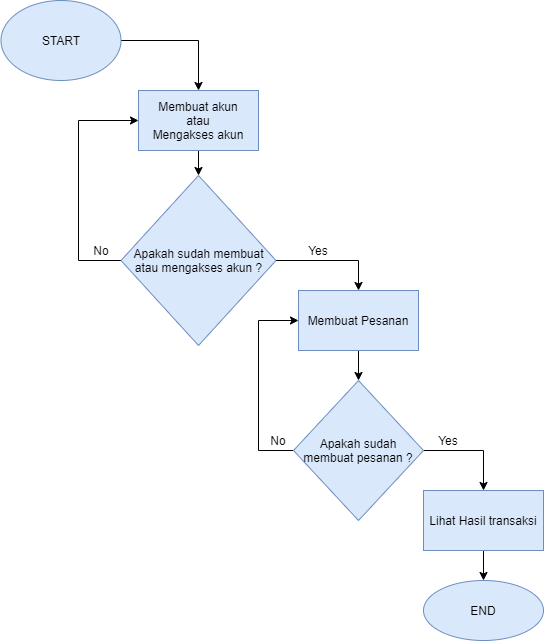 START
Membuat akun
atau
Mengakses akun
No
Apakah sudah membuat
atau mengakses akun ?
Yes
Membuat Pesanan
No
Apakah sudah
membuat pesanan ?
Yes
Lihat Hasil transaksi
END